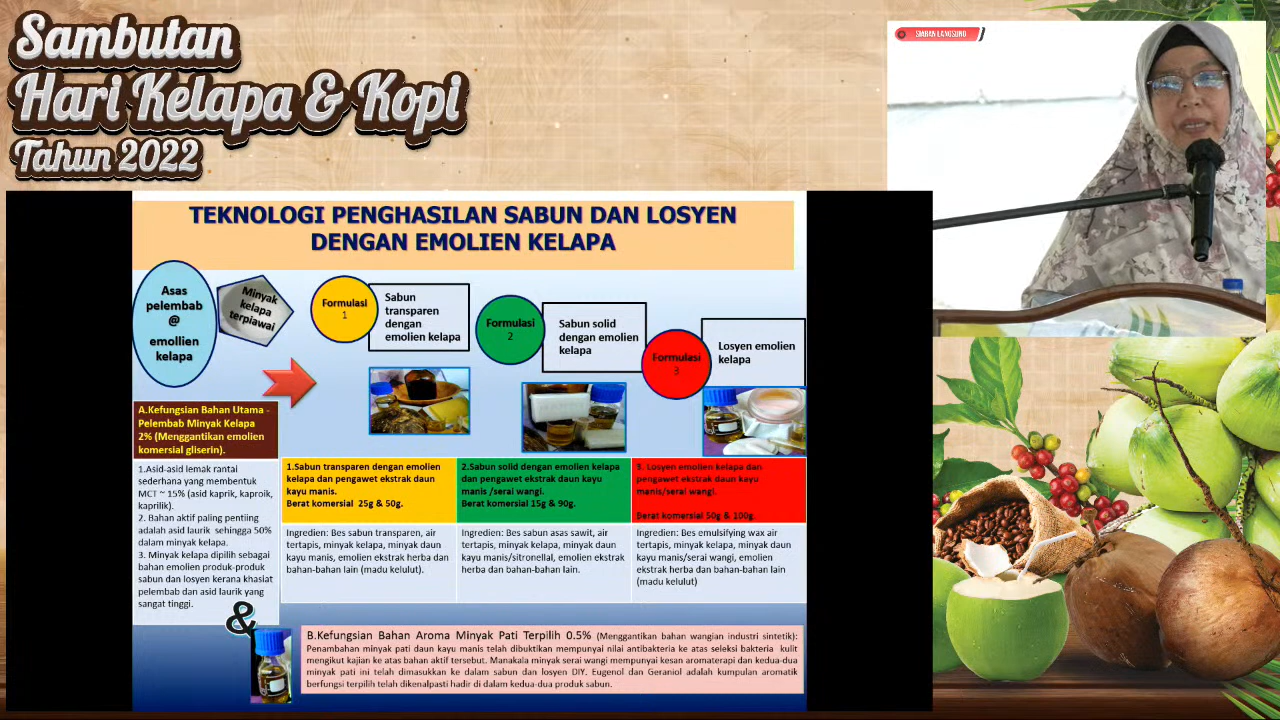 Sambutan
Hari Kelapa & Kopi
Tahun 2022
SIARAN LANGSUNG
TEKNOLOGI PENGHASILAN SABUN DAN LOSYEN
DENGAN EMOLIEN KELAPA
Asas
pelembab
@
emollien
kelapa
Minyak
kelapa
terpiawai
Formulasi
1
Sabun
transparen
dengan
emolien kelapa
Formulasi
2
Sabun solid
dengan emolien
kelapa
Formulasi
3
Losyen emolien
kelapa
A.Kefungsian Bahan Utama -
Pelembab Minyak Kelapa
2% (Menggantikan emolien
komersial gliserin).
1.Asid-asid lemak rantai
sederhana yang membentuk
MCT ~ 15% (asid kaprik, kaproik,
kaprilik).
2. Bahan aktif paling pentiing
adalah asid laurik sehingga 50%
dalam minyak kelapa.
3. Minyak kelapa dipilih sebagai
bahan emolien produk-produk
sabun dan losyen kerana khasiat
pelembab dan asid laurik yang
sangat tinggi.
1.Sabun transparen dengan emolien
kelapa dan pengawet ekstrak daun
kayu manis.
Berat komersial 25g & 50g.
Ingredien: Bes sabun transparen, air
tertapis, minyak kelapa, minyak daun
kayu manis, emolien ekstrak herba dan
bahan-bahan lain (madu kelulut).
2.Sabun solid dengan emolien kelapa
dan pengawet ekstrak daun kayu
manis /serai wangi.
Berat komersial 15g & 90g.
Ingredien: Bes sabun asas sawit, air
tertapis, minyak kelapa, minyak daun
kayu manis/sitronellal, emolien ekstrak
herba dan bahan-bahan lain.
3. Losyen emolien kelapa dan
pengawet ekstrak daun kayu
manis/serai wangi.
Berat komersial 50g & 100g.
Ingredien: Bes emulsifying wax air
tertapis, minyak kelapa, minyak daun
kayu manis/serai wangi, emolien
ekstrak herba dan bahan-bahan lain
(madu kelulut)
&
B.Kefungsian Bahan Aroma Minyak Pati Terpilih 0.5% (Menggantikan bahan wangian industri sintetik):
Penambahan minyak pati daun kayu manis telah dibuktikan mempunyai nilai antibakteria ke atas seleksi bakteria kulit
mengikut kajian ke atas bahan aktif tersebut. Manakala minyak serai wangi mempunyai kesan aromaterapi dan kedua-dua
minyak pati ini telah dimasukkan ke dalam sabun dan losyen DIY. Eugenol dan Geraniol adalah kumpulan aromatik
berfungsi terpilih telah dikenalpasti hadir di dalam kedua-dua produk sabun.